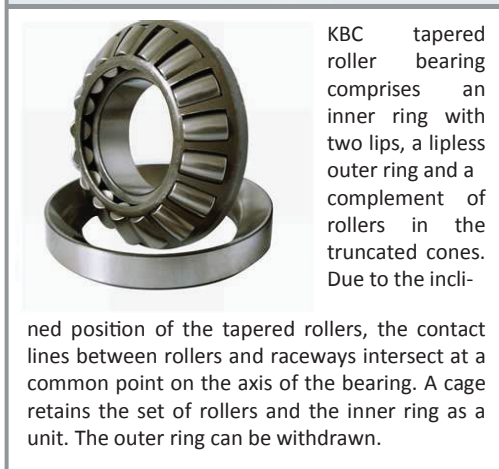 KBC tapered
roller bearing
comprises an
inner ring with
two lips, a lipless
outer ring and a
complement of
rollers in the
truncated cones.
Due to the incli-
ned position of the tapered rollers, the contact
lines between rollers and raceways intersect at a
common point on the axis of the bearing. A cage
retains the set of rollers and the inner ring as a
unit. The outer ring can be withdrawn.